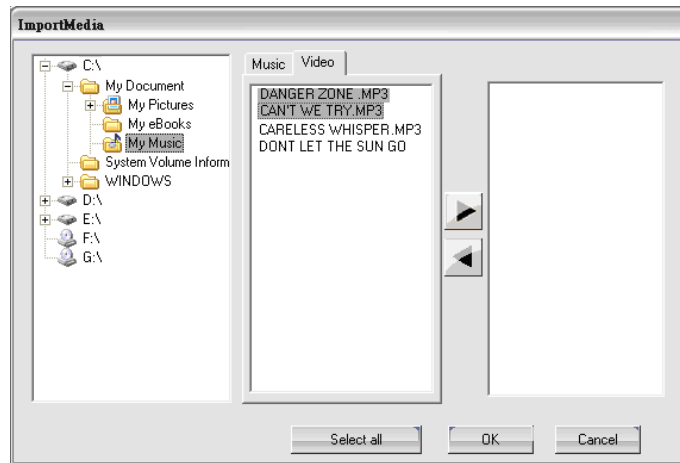 ImportMedia
C:\
My Document
My Pictures
My eBooks
My Music
System Volume Inform
WINDOWS
D:\
E:\
F:\
G:\
Music Video
DANGER ZONE .MP3
CAN'T WE TRY.MP3
CARELESS WHISPER.MP3
DONT LET THE SUN GO
Select all OK Cancel